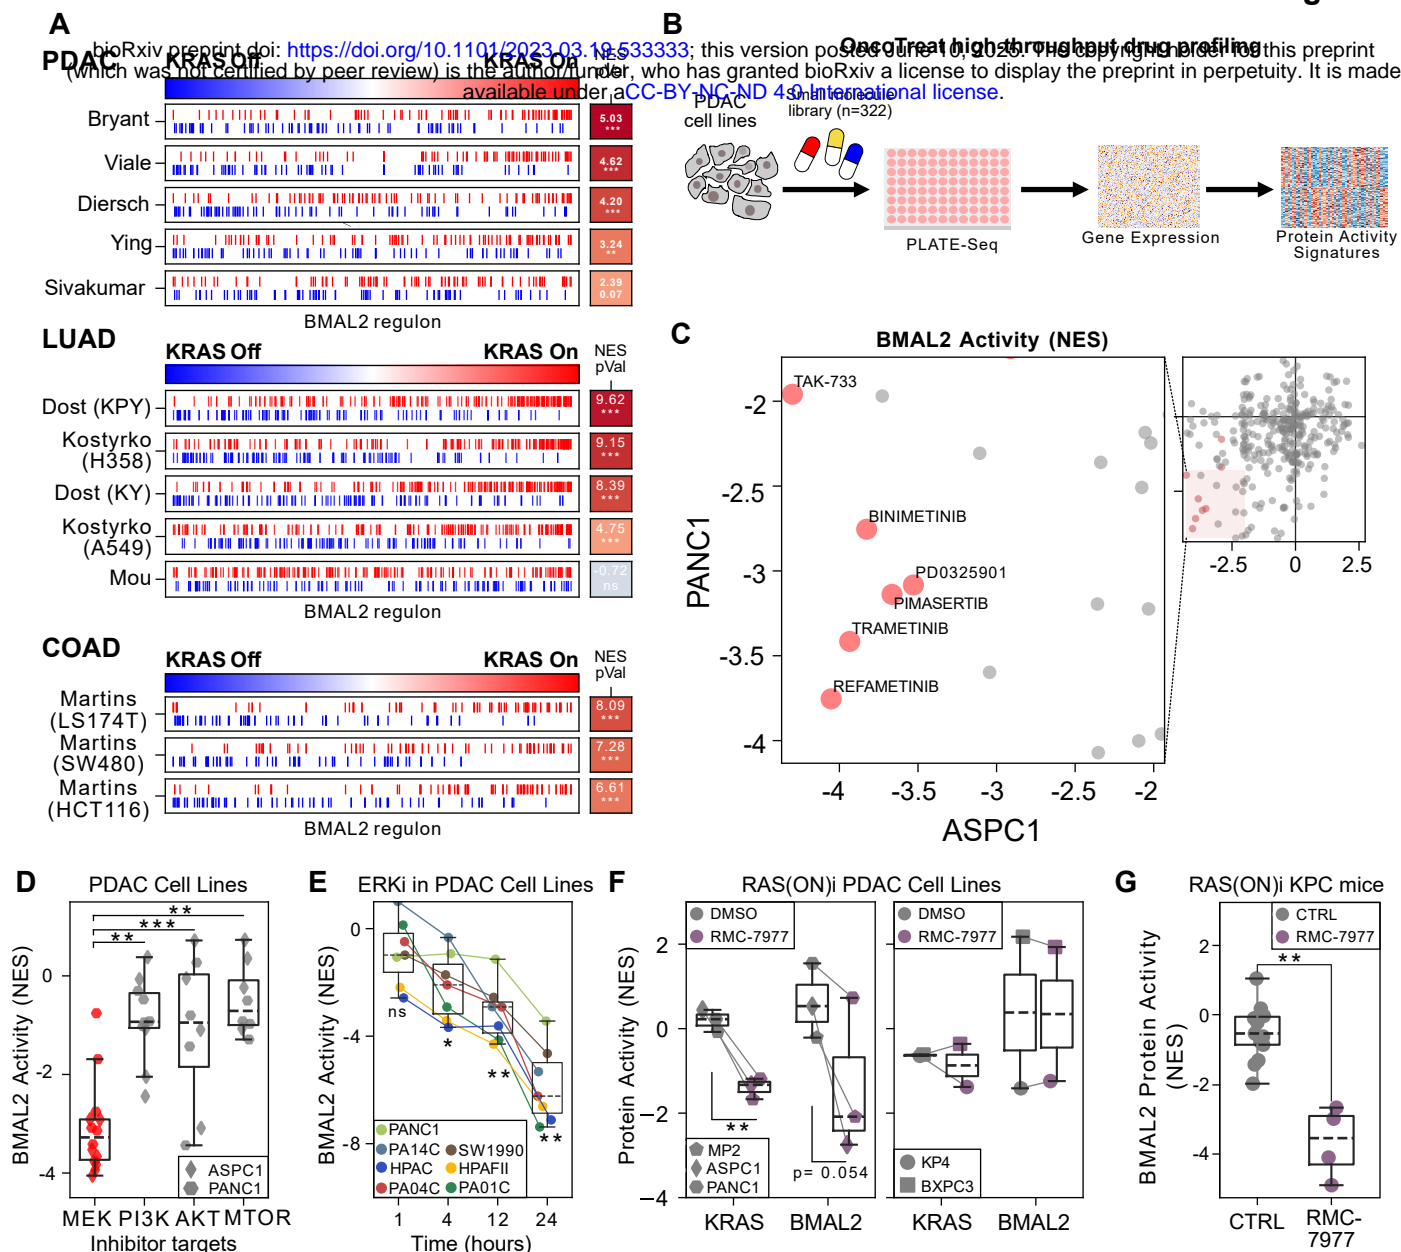 A
B
g
bioRxiv preprint doi: https://doi.org/10.1101/2023.03.19.533333; this version posted June 10, 2025. The copyright holder for this preprint
(which was not certified by peer review) is the author/funder, who has granted bioRxiv a license to display the preprint in perpetuity. It is made
available under aCC-BY-NC-ND 4.0 International license.
OncoTreat high-throughput drug profiling
PDAC
KRAS Off
KRAS On
NES
pVal
Bryant
5.03
***
Viale
4.62
***
Diersch
4.20
***
Ying
3.24
**
Sivakumar
2.39
0.07
BMAL2 regulon
PDAC
cell lines
Small molecule
library (n=322)
PLATE-Seq
Gene Expression
Protein Activity
Signatures
LUAD
KRAS Off
KRAS On
NES
pVal
Dost (KPY)
9.62
***
Kostyrko
(H358)
9.15
***
Dost (KY)
8.39
***
Kostyrko
(A549)
4.75
***
Mou
-0.72
ns
BMAL2 regulon
COAD
KRAS Off
KRAS On
NES
pVal
Martins
(LS174T)
8.09
***
Martins
(SW480)
7.28
***
Martins
(HCT116)
6.61
***
BMAL2 regulon
C
BMAL2 Activity (NES)
TAK-733
BINIMETINIB
PD0325901
PIMASERTIB
TRAMETINIB
REFAMETINIB
PANC1
-2
-2.5
-3
-3.5
-4
-4
-3.5
-3
-2.5
-2
ASPC1
-2.5
0
2.5
D
PDAC Cell Lines
BMAL2 Activity (NES)
0
-2
-4
**
***
**
ASPC1
PANC1
MEK
PI3K
AKT
MTOR
Inhibitor targets
E
ERKi in PDAC Cell Lines
BMAL2 Activity (NES)
0
-4
-8
ns
*
**
**
PANC1
PA14C
SW1990
HPAC
HPAFII
PA04C
PA01C
1
4
12
24
Time (hours)
F
RAS(ON)i PDAC Cell Lines
Protein Activity (NES)
2
0
−2
−4
DMSO
RMC-7977
**
p= 0.054
MP2
ASPC1
PANC1
KRAS
BMAL2
DMSO
RMC-7977
KP4
BXPC3
KRAS
BMAL2
G
RAS(ON)i KPC mice
BMAL2 Protein Activity
(NES)
2
0
-2
-4
CTRL
RMC-7977
**
CTRL
RMC-
7977